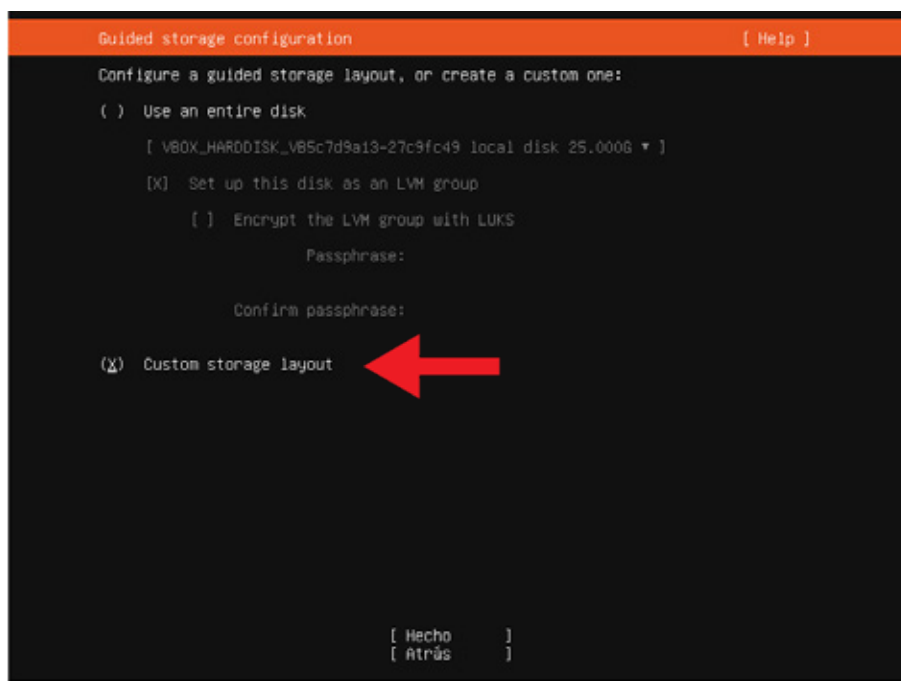 Guided storage configuration [ Help ]
Configure a guided storage layout, or create a custom one:
( ) Use an entire disk
[ VBOX_HARDDISK_VB5c7d9a13-27c9fc49 local disk 25.000G ▾ ]
[X] Set up this disk as an LVM group
[ ] Encrypt the LVM group with LUKS
Passphrase:
Confirm passphrase:
(X) Custom storage layout
[ Hecho ]
[ Atrás ]